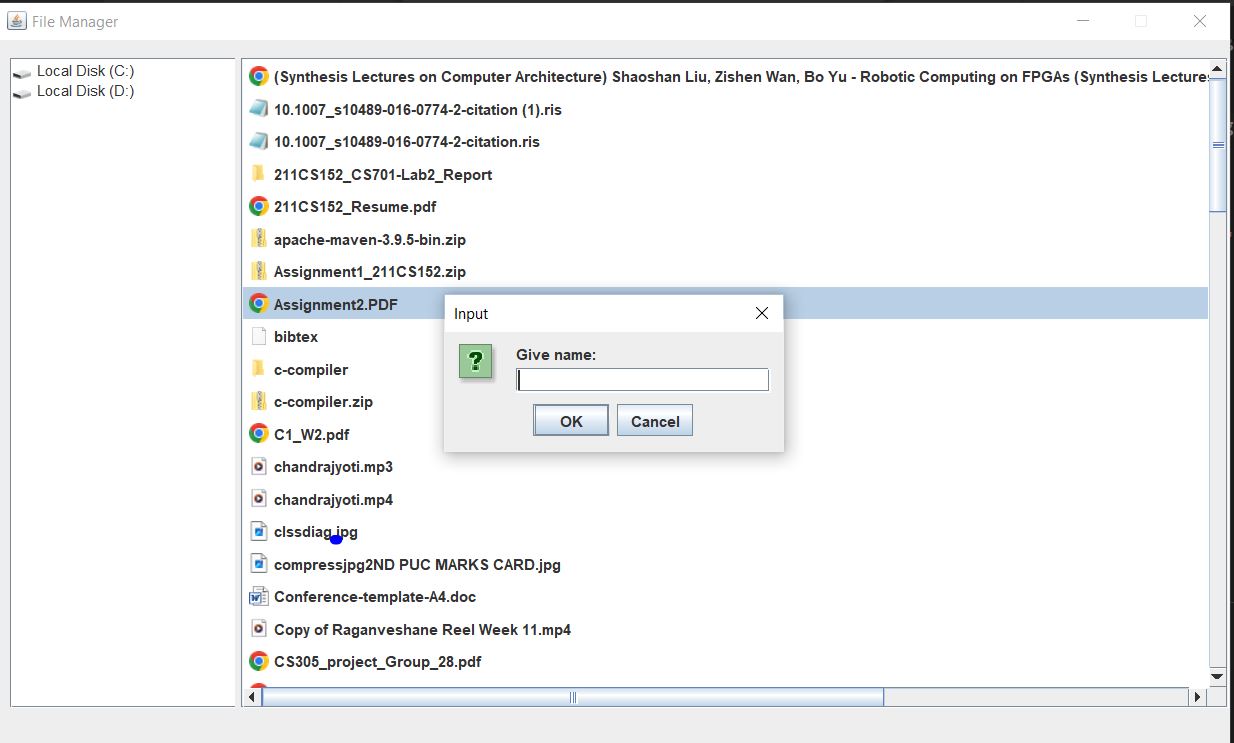 File Manager
Local Disk (C:)
Local Disk (D:)
(Synthesis Lectures on Computer Architecture) Shaoshan Liu, Zishen Wan, Bo Yu - Robotic Computing on FPGAs (Synthesis Lectures
10.1007_s10489-016-0774-2-citation (1).ris
10.1007_s10489-016-0774-2-citation.ris
211CS152_CS701-Lab2_Report
211CS152_Resume.pdf
apache-maven-3.9.5-bin.zip
Assignment1_211CS152.zip
Assignment2.PDF
bibtex
c-compiler
c-compiler.zip
C1_W2.pdf
chandrajyoti.mp3
chandrajyoti.mp4
clssdiag.jpg
compressjpg2ND PUC MARKS CARD.jpg
Conference-template-A4.doc
Copy of Raganveshane Reel Week 11.mp4
CS305_project_Group_28.pdf
Input
Give name:
OK
Cancel